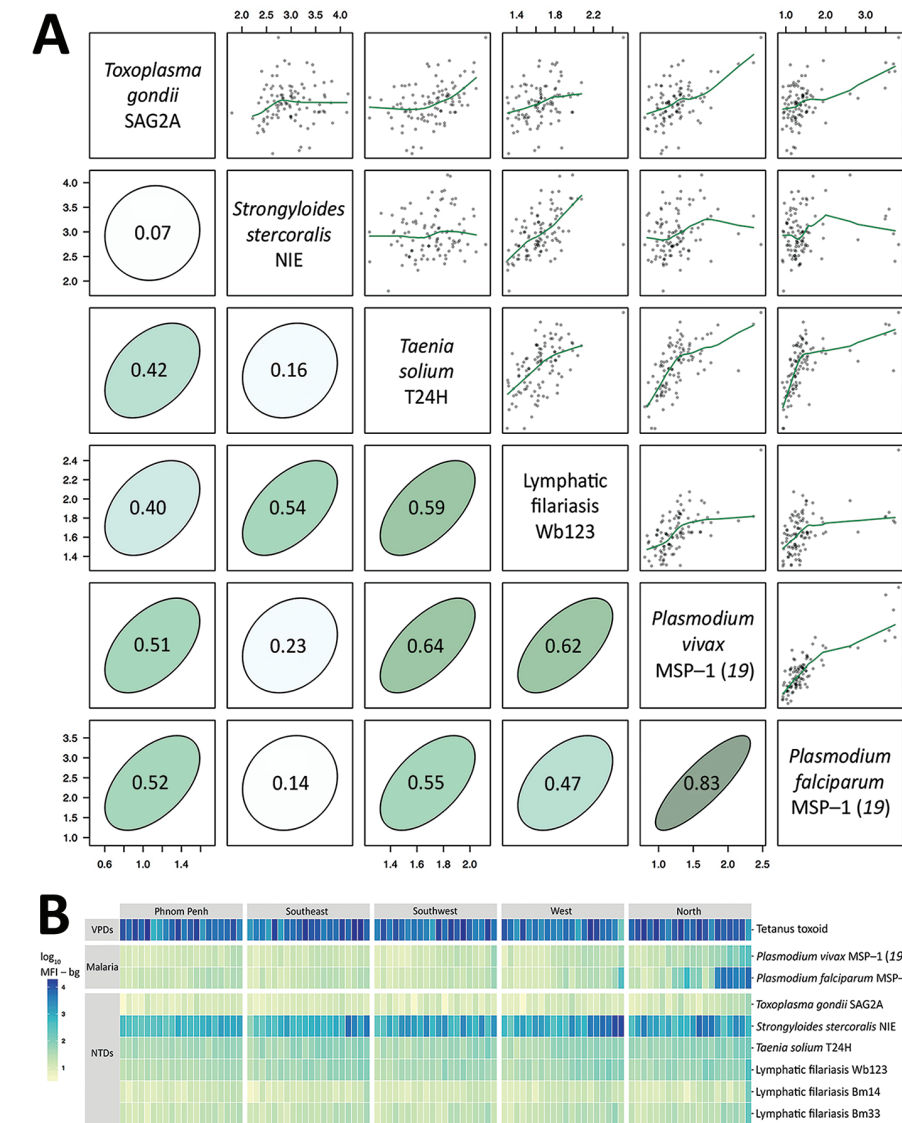 A
2.0 2.5 3.0 3.5 4.0
1.4 1.8 2.2
1.0 2.0 3.0
Toxoplasma
gondii
SAG2A
4.0
3.5
3.0
2.5
2.0
0.07
Strongyloides
stercoralis
NIE
0.42
0.16
Taenia
solium
T24H
2.4
2.2
2.0
1.8
1.6
1.4
0.40
0.54
0.59
Lymphatic
filariasis
Wb123
0.51
0.23
0.64
0.62
Plasmodium
vivax
MSP–1 (19)
3.5
3.0
2.5
2.0
1.5
1.0
0.52
0.14
0.55
0.47
0.83
Plasmodium
falciparum
MSP–1 (19)
0.6 1.0 1.4
1.4 1.6 1.8 2.0
1.0 1.5 2.0 2.5
B
Phnom Penh Southeast Southwest West North
VPDs
Tetanus toxoid
log10
MFI – bg
4
3
2
1
Malaria
Plasmodium vivax MSP–1 (19
Plasmodium falciparum MSP–
NTDs
Toxoplasma gondii SAG2A
Strongyloides stercoralis NIE
Taenia solium T24H
Lymphatic filariasis Wb123
Lymphatic filariasis Bm14
Lymphatic filariasis Bm33